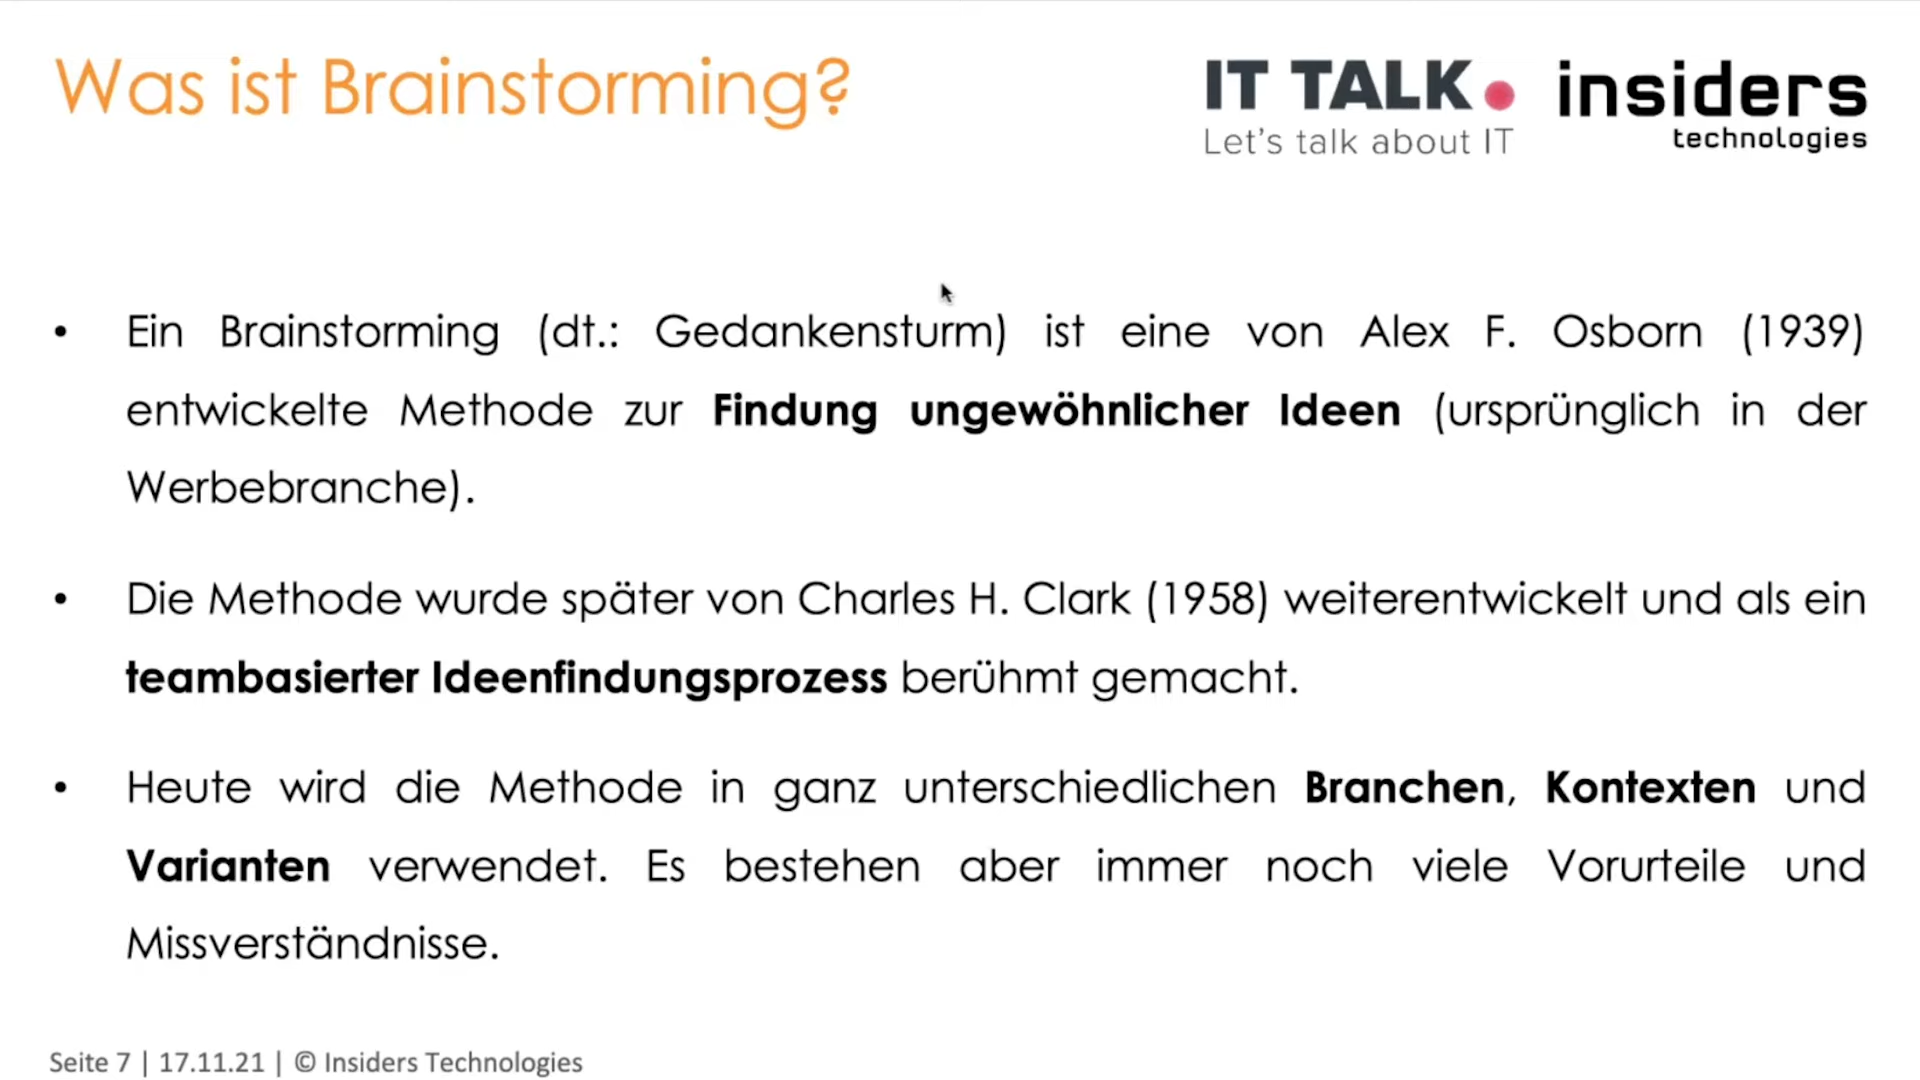 Was ist Brainstorming?
IT TALK
Let's talk about IT
insiders
technologies
• Ein Brainstorming (dt.: Gedankensturm) ist eine von Alex F. Osborn (1939)
entwickelte Methode zur Findung ungewöhnlicher Ideen (ursprünglich in der
Werbebranche).
• Die Methode wurde später von Charles H. Clark (1958) weiterentwickelt und als ein
teambasierter Ideenfindungsprozess berühmt gemacht.
• Heute wird die Methode in ganz unterschiedlichen Branchen, Kontexten und
Varianten verwendet. Es bestehen aber immer noch viele Vorurteile und
Missverständnisse.
Seite 7 | 17.11.21 | © Insiders Technologies